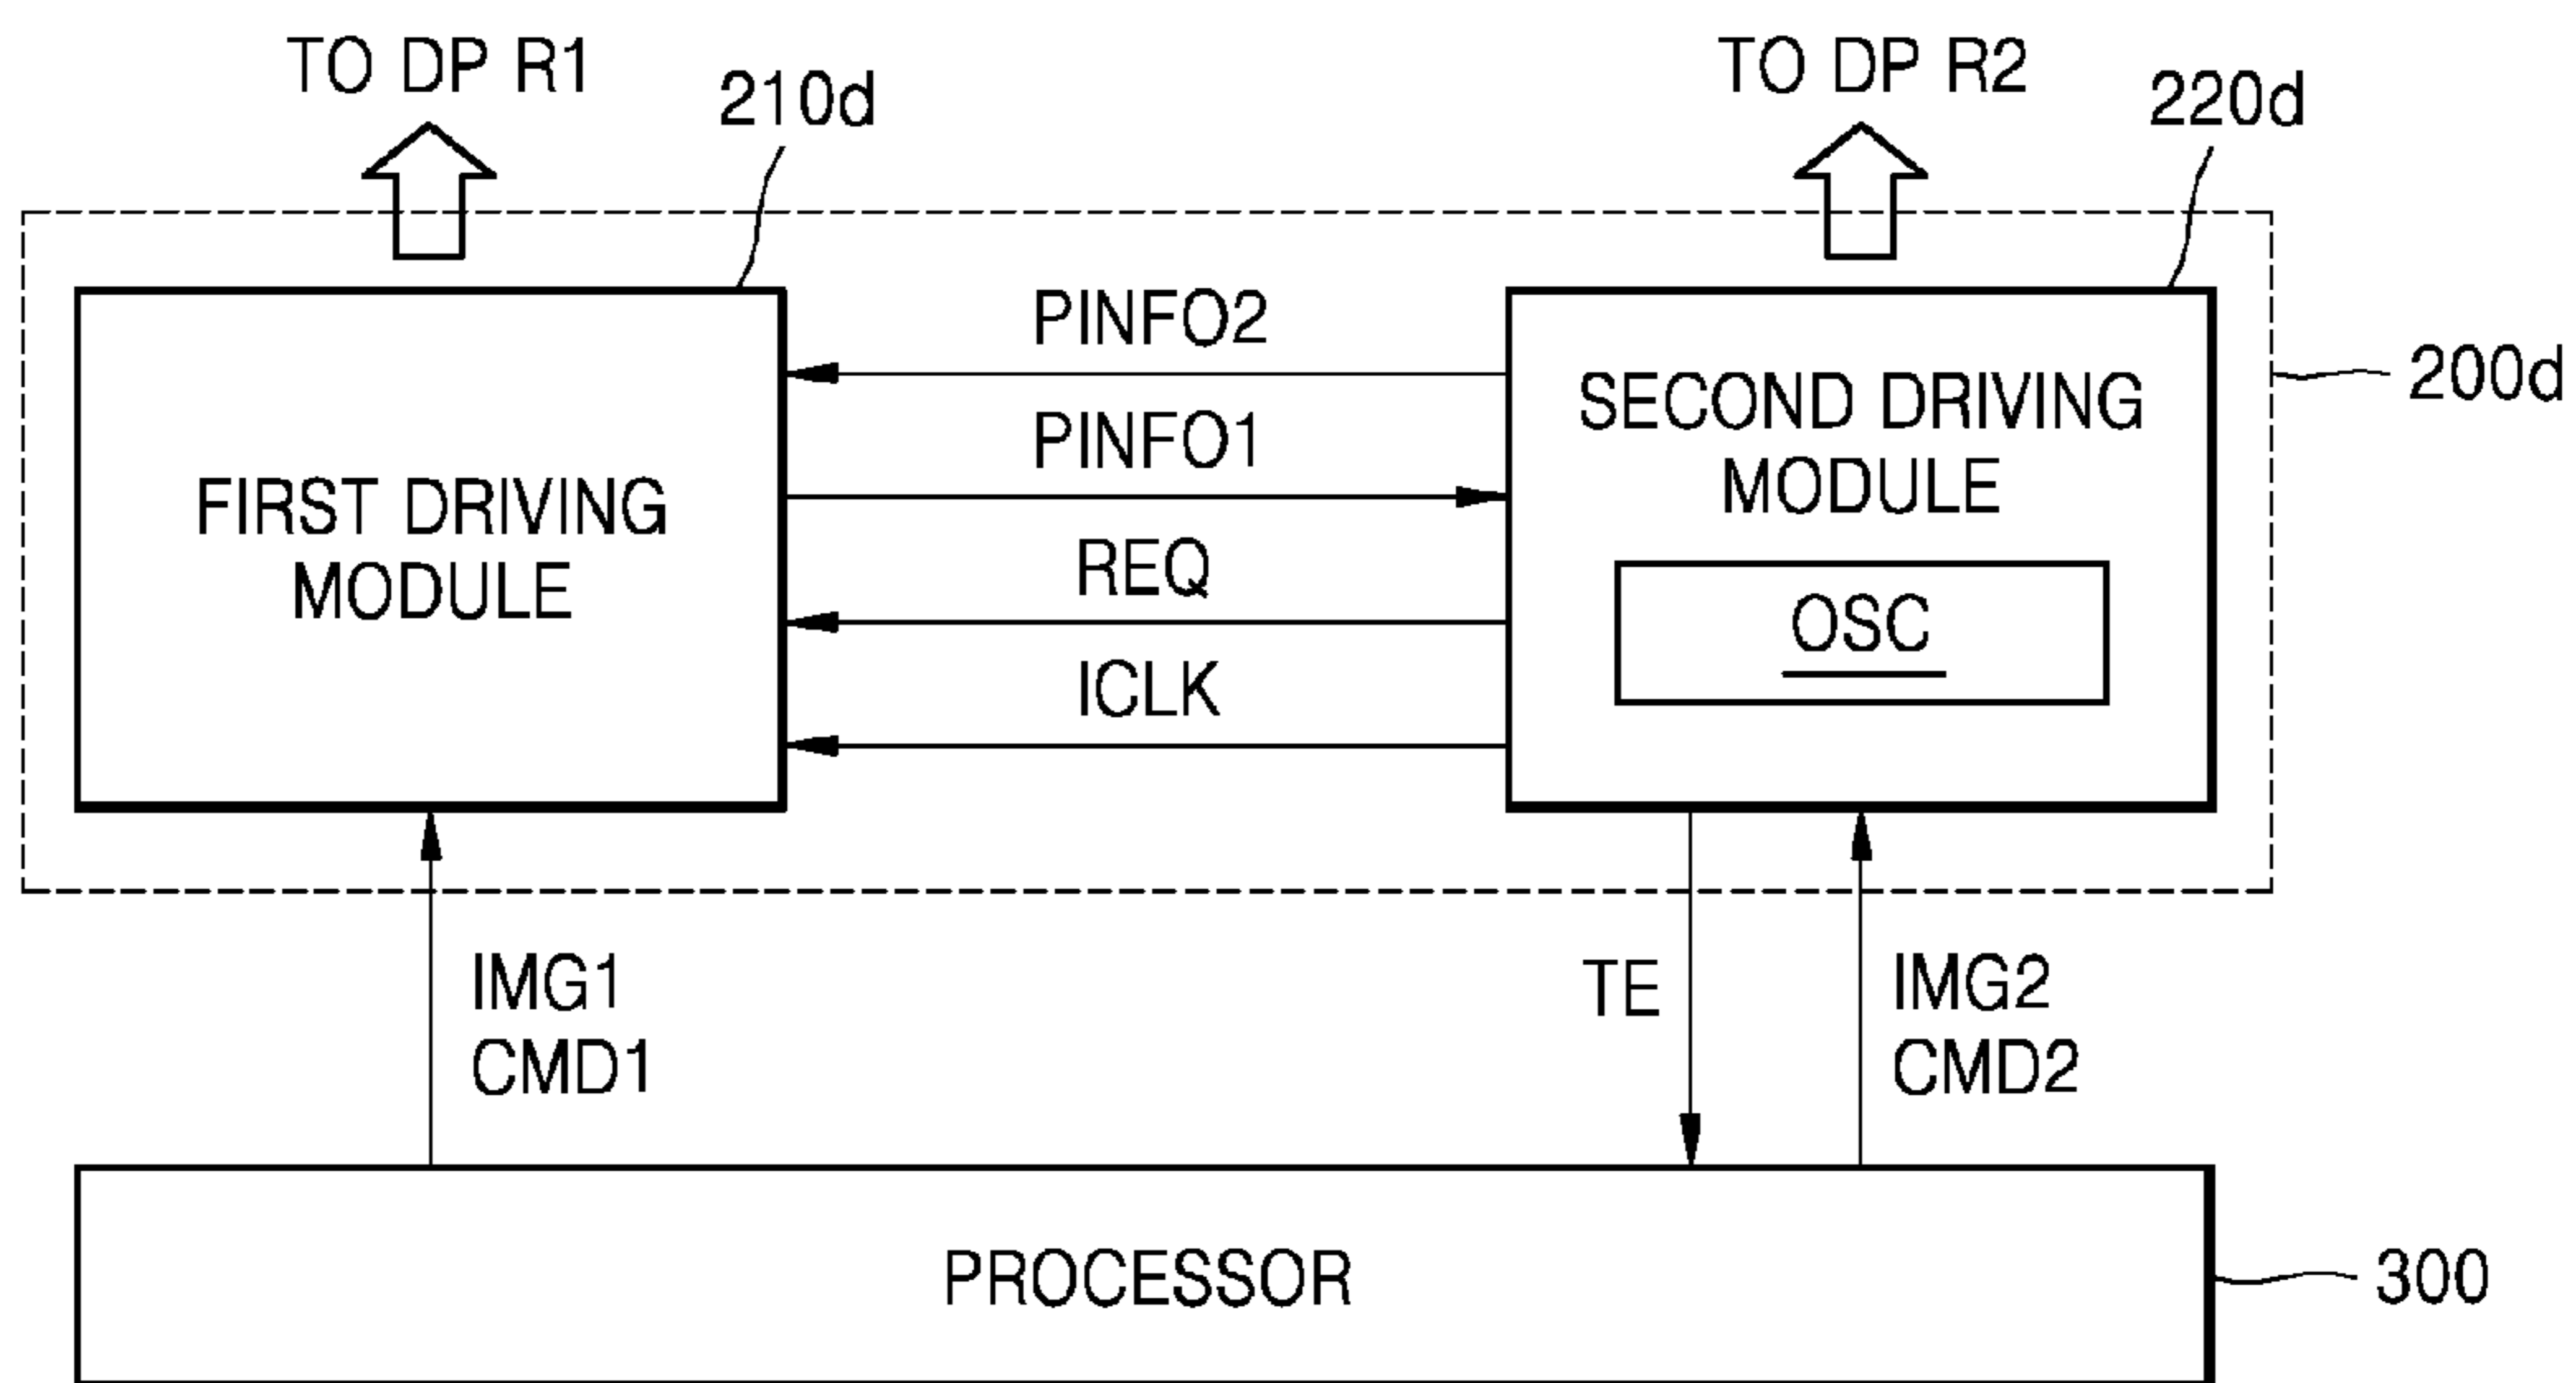 TO DP R1
TO DP R2
210d
220d
PINFO2
200d
SECOND DRIVING
MODULE
PINFO1
FIRST DRIVING
MODULE
REQ
OSC
ICLK
IMG1
CMD1
TE
IMG2
CMD2
PROCESSOR
300